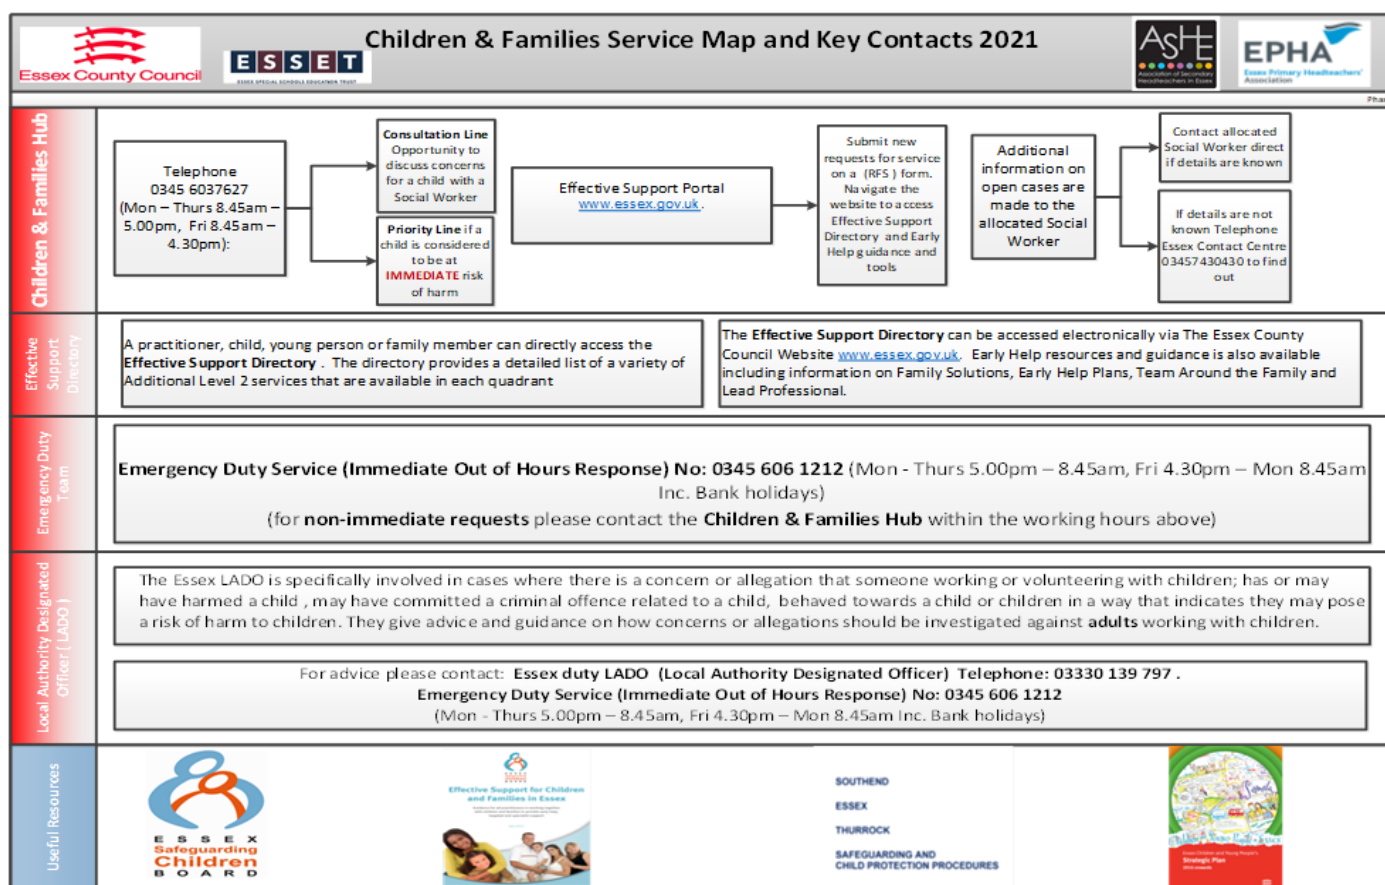 Children & Families Service Map and Key Contacts 2021
Essex County Council
ESSET
ESSEX SPECIAL SCHOOLS EDUCATION TRUST
ASHE
Association of Secondary
Headteachers in Essex
EPHA
Essex Primary Headteachers'
Association
Children & Families Hub
Telephone
0345 6037627
(Mon – Thurs 8.45am –
5.00pm,  Fri 8.45am –
4.30pm):
Consultation Line
Opportunity to
discuss concerns
for a child with a
Social Worker
Priority Line if a
child is considered
to be at
IMMEDIATE risk
of harm
Effective Support Portal
www.essex.gov.uk .
Submit new
requests for service
on a  (RFS ) form.
Navigate the
website to access
Effective Support
Directory  and Early
Help guidance and
tools
Additional
information on
open cases are
made to the
allocated Social
Worker
Contact allocated
Social Worker direct
if details are known
If details are not
known Telephone
Essex Contact Centre
03457430430 to find
out
Effective
Support
Directory
A practitioner, child, young person or family member can directly access the
Effective Support Directory .  The directory provides a detailed list of a variety of
Additional Level 2 services that are available in each quadrant
The Effective Support Directory can be accessed electronically via The Essex County
Council Website www.essex.gov.uk.  Early Help resources and guidance is also available
including information on Family Solutions, Early Help Plans, Team Around the Family and
Lead Professional.
Emergency Duty
Team
Emergency Duty Service (Immediate Out of Hours Response) No: 0345 606 1212 (Mon - Thurs 5.00pm – 8.45am, Fri 4.30pm – Mon 8.45am
Inc. Bank holidays)
(for non-immediate requests please contact the Children & Families Hub within the working hours above)
Local Authority Designated
Officer ( LADO )
The Essex LADO is specifically involved in cases where there is a concern or allegation that someone working or volunteering with children; has or may
have harmed a child , may have committed a criminal offence related to a child,  behaved towards a child or children in a way that indicates they may pose
a risk of harm to children. They give advice and guidance on how concerns or allegations should be investigated against adults working with children.
For advice please contact:  Essex duty LADO  (Local Authority Designated Officer)  Telephone: 03330 139 797 .
Emergency Duty Service (Immediate Out of Hours Response) No: 0345 606 1212
(Mon - Thurs 5.00pm – 8.45am, Fri 4.30pm – Mon 8.45am Inc. Bank holidays)
Useful Resources
ESSEX
Safeguarding
Children
BOARD
Effective Support for Children
and Families in Essex
SOUTHEND
ESSEX
THURROCK
SAFEGUARDING AND
CHILD PROTECTION PROCEDURES
Essex Children and Young People's
Strategic Plan